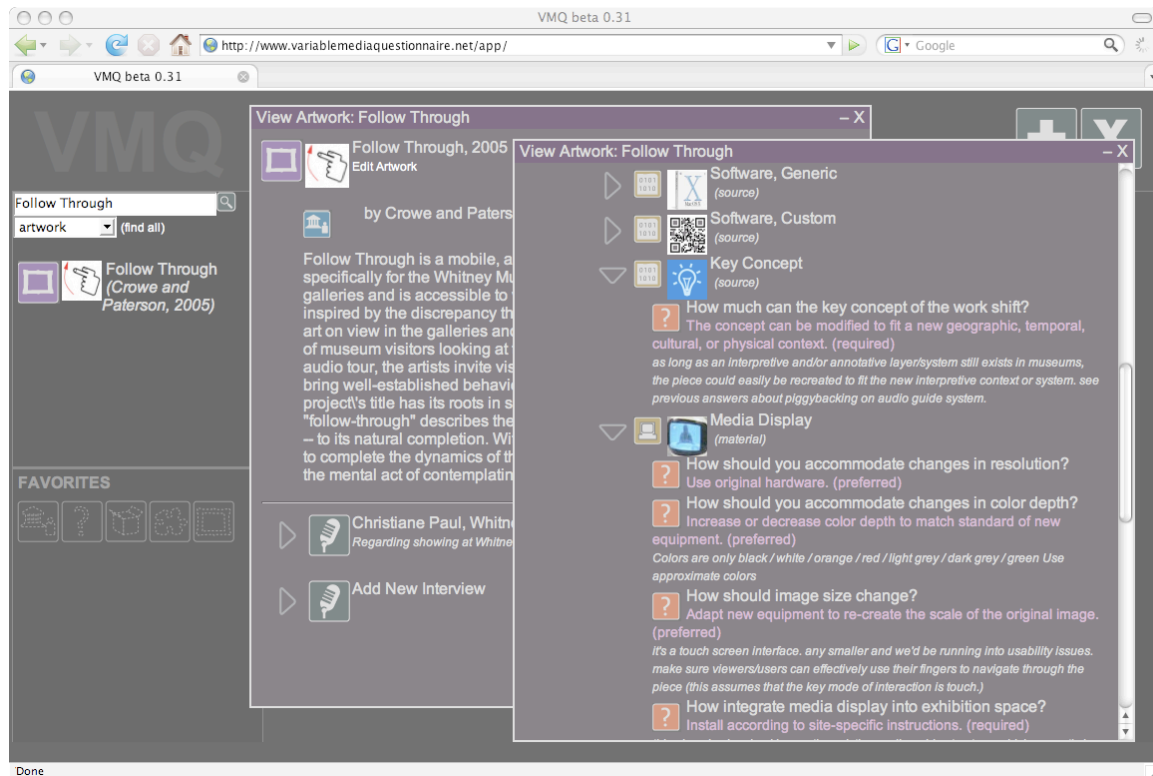 VMQ beta 0.31
http://www.variablemediaquestionnaire.net/app/
G Google
VMQ beta 0.31
VMQ
Follow Through
artwork (find all)
Follow Through
(Crowe and
Paterson, 2005)
FAVORITES
View Artwork: Follow Through – X
Follow Through, 2005
Edit Artwork
by Crowe and Paters
Follow Through is a mobile, a
specifically for the Whitney Mu
galleries and is accessible to
inspired by the discrepancy th
art on view in the galleries and
of museum visitors looking at
audio tour, the artists invite vis
bring well-established behavi
project\'s title has its roots in s
"follow-through" describes the
– to its natural completion. Wi
to complete the dynamics of th
the mental act of contemplatin
Christiane Paul, Whitn
Regarding showing at Whitne
Add New Interview
View Artwork: Follow Through – X
Software, Generic
(source)
Software, Custom
(source)
Key Concept
(source)
? How much can the key concept of the work shift?
The concept can be modified to fit a new geographic, temporal,
cultural, or physical context. (required)
as long as an interpretive and/or annotative layer/system still exists in museums,
the piece could easily be recreated to fit the new interpretive context or system. see
previous answers about piggybacking on audio guide system.
Media Display
(material)
? How should you accommodate changes in resolution?
Use original hardware. (preferred)
? How should you accommodate changes in color depth?
Increase or decrease color depth to match standard of new
equipment. (preferred)
Colors are only black / white / orange / red / light grey / dark grey / green Use
approximate colors
? How should image size change?
Adapt new equipment to re-create the scale of the original image.
(preferred)
it's a touch screen interface. any smaller and we'd be running into usability issues.
make sure viewers/users can effectively use their fingers to navigate through the
piece (this assumes that the key mode of interaction is touch.)
? How integrate media display into exhibition space?
Install according to site-specific instructions. (required)
Done